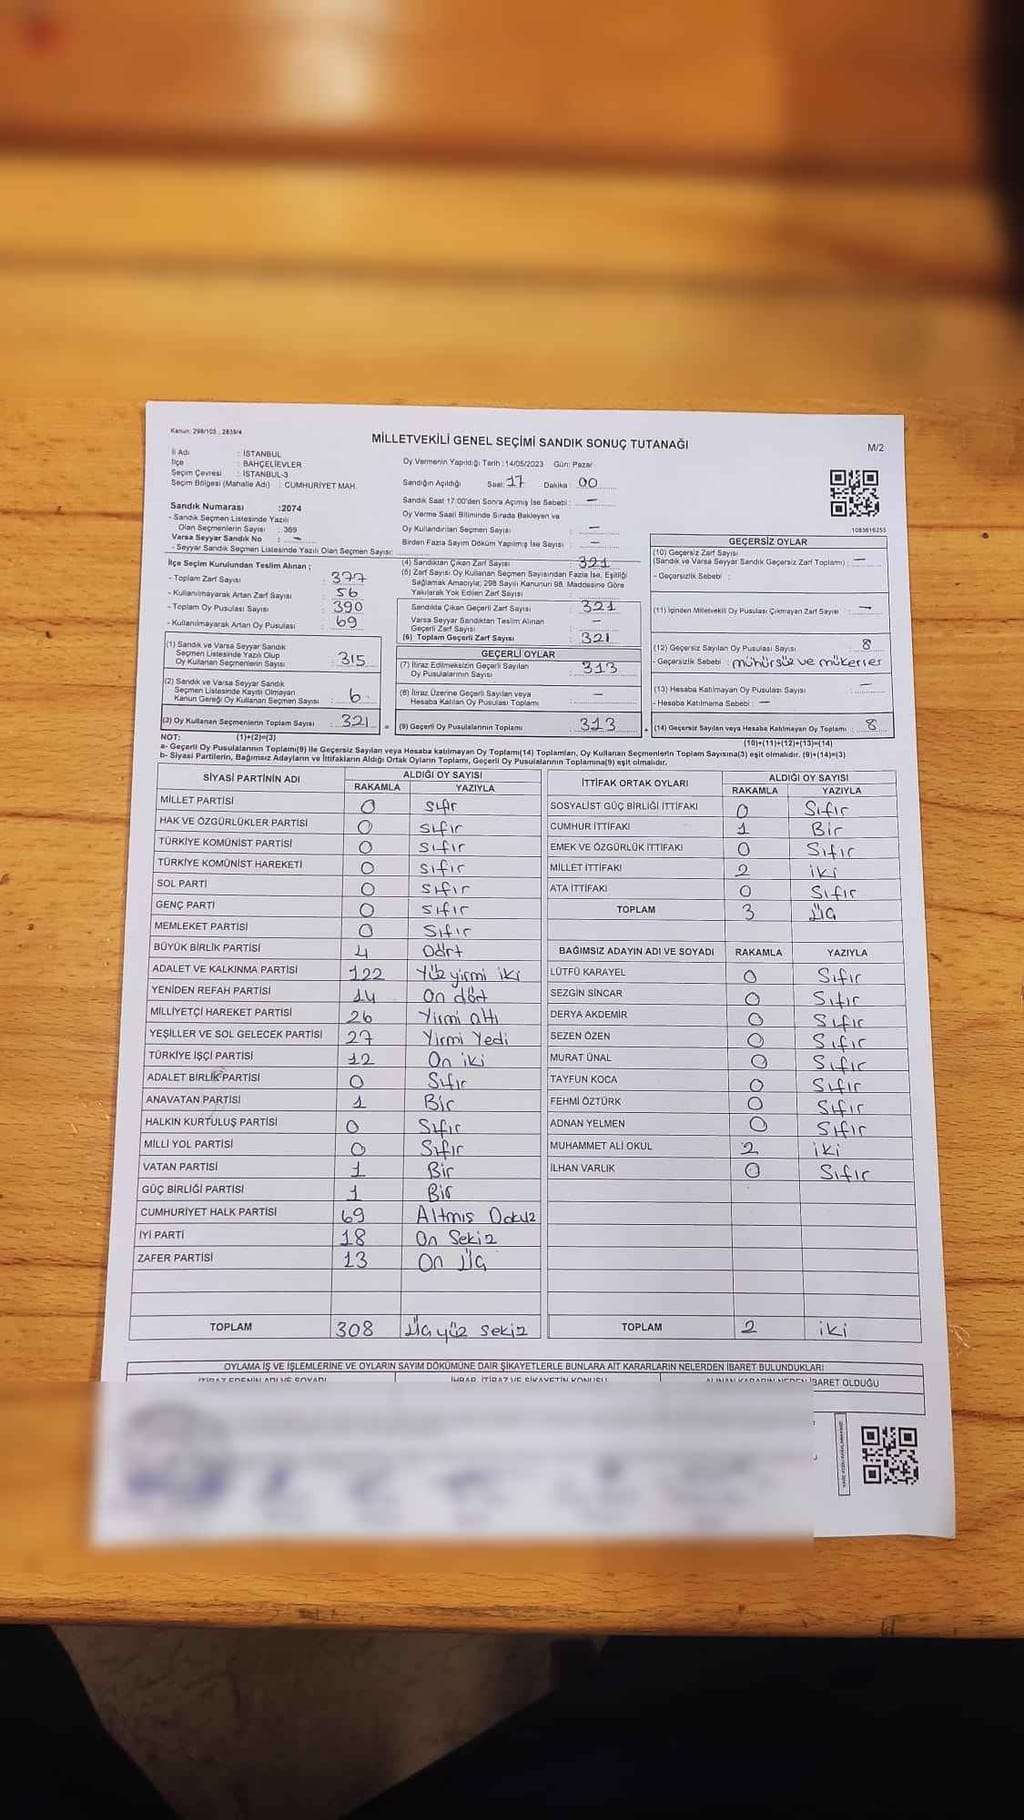 Kanun: 298/105 , 2839/4
MİLLETVEKİLİ GENEL SEÇİMİ SANDIK SONUÇ TUTANAĞI
M/2
İl Adı : İSTANBUL
İlçe : BAHÇELİEVLER
Seçim Çevresi : İSTANBUL-3
Seçim Bölgesi (Mahalle Adı) : CUMHURİYET MAH.
Oy Vermenin Yapıldığı Tarih :14/05/2023 Gün: Pazar
Sandığın Açıldığı Saat: 17 Dakika : 00
Sandık Saat 17:00'den Sonra Açımış İse Sebebi : —
Oy Verme Saati Bitiminde Sırada Bekleyen ve
Oy Kullandırılan Seçmen Sayısı : —
Birden Fazla Sayım Döküm Yapılmış İse Sayısı : —
Sandık Numarası :2074
- Sandık Seçmen Listesinde Yazılı
Olan Seçmenlerin Sayısı : 369
Varsa Seyyar Sandık No : —
- Seyyar Sandık Seçmen Listesinde Yazılı Olan Seçmen Sayısı:
1083616253
İlçe Seçim Kurulundan Teslim Alınan ;
- Toplam Zarf Sayısı : 377
- Kullanılmayarak Artan Zarf Sayısı : 56
- Toplam Oy Pusulası Sayısı : 390
- Kullanılmayarak Artan Oy Pusulası : 69
(1) Sandık ve Varsa Seyyar Sandık
Seçmen Listesinde Yazılı Olup
Oy Kullanan Seçmenlerin Sayısı : 315
(2) Sandık ve Varsa Seyyar Sandık
Seçmen Listesinde Kayıtlı Olmayan
Kanun Gereği Oy Kullanan Seçmen Sayısı : 6
(3) Oy Kullanan Seçmenlerin Toplam Sayısı : 321 =
(4) Sandıktan Çıkan Zarf Sayısı : 321
(5) Zarf Sayısı Oy Kullanan Seçmen Sayısından Fazla İse, Eşitliği
Sağlamak Amacıyla; 298 Sayılı Kanunun 98. Maddesine Göre
Yakılarak Yok Edilen Zarf Sayısı :
Sandıkta Çıkan Geçerli Zarf Sayısı : 321
Varsa Seyyar Sandıktan Teslim Alınan
Geçerli Zarf Sayısı : —
(6) Toplam Geçerli Zarf Sayısı : 321
GEÇERLİ OYLAR
(7) İtiraz Edilmeksizin Geçerli Sayılan
Oy Pusulalarının Sayısı : 313
(8) İtiraz Üzerine Geçerli Sayılan veya
Hesaba Katılan Oy Pusulası Toplamı : —
(9) Geçerli Oy Pusulalarının Toplamı : 313 +
GEÇERSİZ OYLAR
(10) Geçersiz Zarf Sayısı
(Sandık ve Varsa Seyyar Sandık Geçersiz Zarf Toplamı) : —
- Geçersizlik Sebebi :
(11) İçinden Milletvekili Oy Pusulası Çıkmayan Zarf Sayısı : —
(12) Geçersiz Sayılan Oy Pusulası Sayısı : 8
- Geçersizlik Sebebi : mühürsüz ve mükerrer
(13) Hesaba Katılmayan Oy Pusulası Sayısı : —
- Hesaba Katılmama Sebebi : —
(14) Geçersiz Sayılan veya Hesaba Katılmayan Oy Toplamı : 8
NOT: (1)+(2)=(3)
(10)+(11)+(12)+(13)=(14)
a- Geçerli Oy Pusulalarının Toplamı(9) ile Geçersiz Sayılan veya Hesaba katılmayan Oy Toplamı(14) Toplamları, Oy Kullanan Seçmenlerin Toplam Sayısına(3) eşit olmalıdır. (9)+(14)=(3)
b- Siyasi Partilerin, Bağımsız Adayların ve İttifakların Aldığı Ortak Oyların Toplamı, Geçerli Oy Pusulalarının Toplamına(9) eşit olmalıdır.
SİYASİ PARTİNİN ADI ALDIĞI OY SAYISI
RAKAMLA YAZIYLA
MİLLET PARTİSİ 0 sıfır
HAK VE ÖZGÜRLÜKLER PARTİSİ 0 sıfır
TÜRKİYE KOMÜNİST PARTİSİ 0 sıfır
TÜRKİYE KOMÜNİST HAREKETİ 0 sıfır
SOL PARTİ 0 sıfır
GENÇ PARTİ 0 sıfır
MEMLEKET PARTİSİ 0 Sıfır
BÜYÜK BİRLİK PARTİSİ 4 Dört
ADALET VE KALKINMA PARTİSİ 122 Yüz yirmi iki
YENİDEN REFAH PARTİSİ 14 On dört
MİLLİYETÇİ HAREKET PARTİSİ 26 Yirmi altı
YEŞİLLER VE SOL GELECEK PARTİSİ 27 Yirmi Yedi
TÜRKİYE İŞÇİ PARTİSİ 12 On iki
ADALET BİRLİK PARTİSİ 0 Sıfır
ANAVATAN PARTİSİ 1 Bir
HALKIN KURTULUŞ PARTİSİ 0 Sıfır
MİLLİ YOL PARTİSİ 0 Sıfır
VATAN PARTİSİ 1 Bir
GÜÇ BİRLİĞİ PARTİSİ 1 Bir
CUMHURİYET HALK PARTİSİ 69 Altmış Dokuz
İYİ PARTİ 18 On Sekiz
ZAFER PARTİSİ 13 On Üç
TOPLAM 308 Üç yüz sekiz
İTTİFAK ORTAK OYLARI ALDIĞI OY SAYISI
RAKAMLA YAZIYLA
SOSYALİST GÜÇ BİRLİĞİ İTTİFAKI 0 Sıfır
CUMHUR İTTİFAKI 1 Bir
EMEK VE ÖZGÜRLÜK İTTİFAKI 0 Sıfır
MİLLET İTTİFAKI 2 iki
ATA İTTİFAKI 0 Sıfır
TOPLAM 3 Üç
BAĞIMSIZ ADAYIN ADI VE SOYADI RAKAMLA YAZIYLA
LÜTFÜ KARAYEL 0 Sıfır
SEZGİN SİNCAR 0 Sıfır
DERYA AKDEMİR 0 Sıfır
SEZEN ÖZEN 0 Sıfır
MURAT ÜNAL 0 Sıfır
TAYFUN KOCA 0 Sıfır
FEHMİ ÖZTÜRK 0 Sıfır
ADNAN YELMEN 0 Sıfır
MUHAMMET ALİ OKUL 2 iki
İLHAN VARLIK 0 Sıfır
TOPLAM 2 iki
OYLAMA İŞ VE İŞLEMLERİNE VE OYLARIN SAYIM DÖKÜMÜNE DAİR ŞİKAYETLERLE BUNLARA AİT KARARLARIN NELERDEN İBARET BULUNDUKLARI
İTİRAZ EDENİN ADI VE SOYADI İHBAR, İTİRAZ VE ŞİKAYETİN KONUSU ALINAN KARARIN NEDEN İBARET OLDUĞU